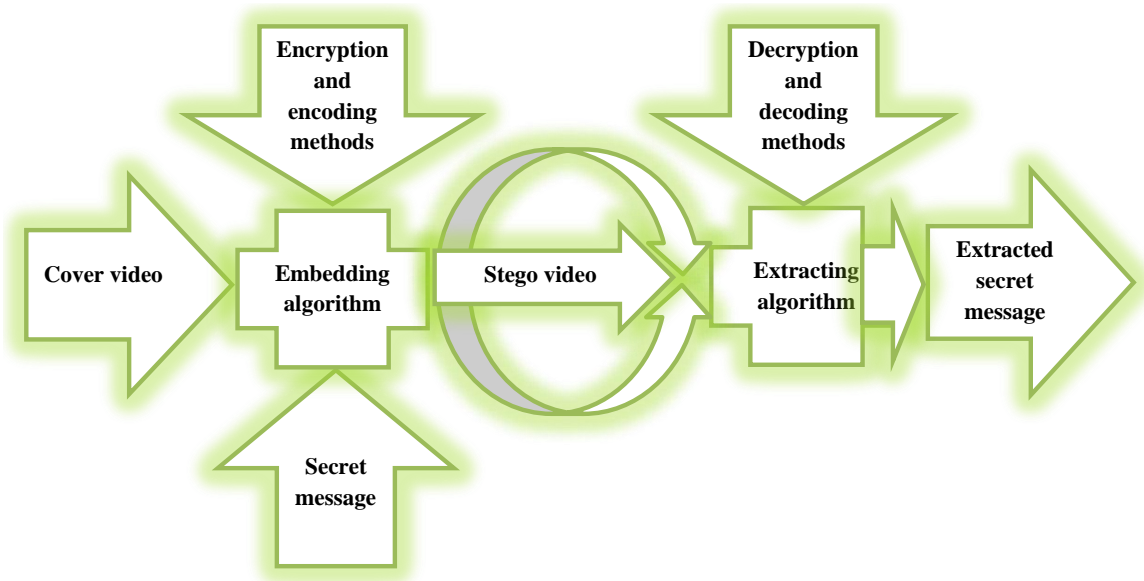 Encryption
and
encoding
methods
Decryption
and
decoding
methods
Cover video
Embedding
algorithm
Stego video
Extracting
algorithm
Extracted
secret
message
Secret
message